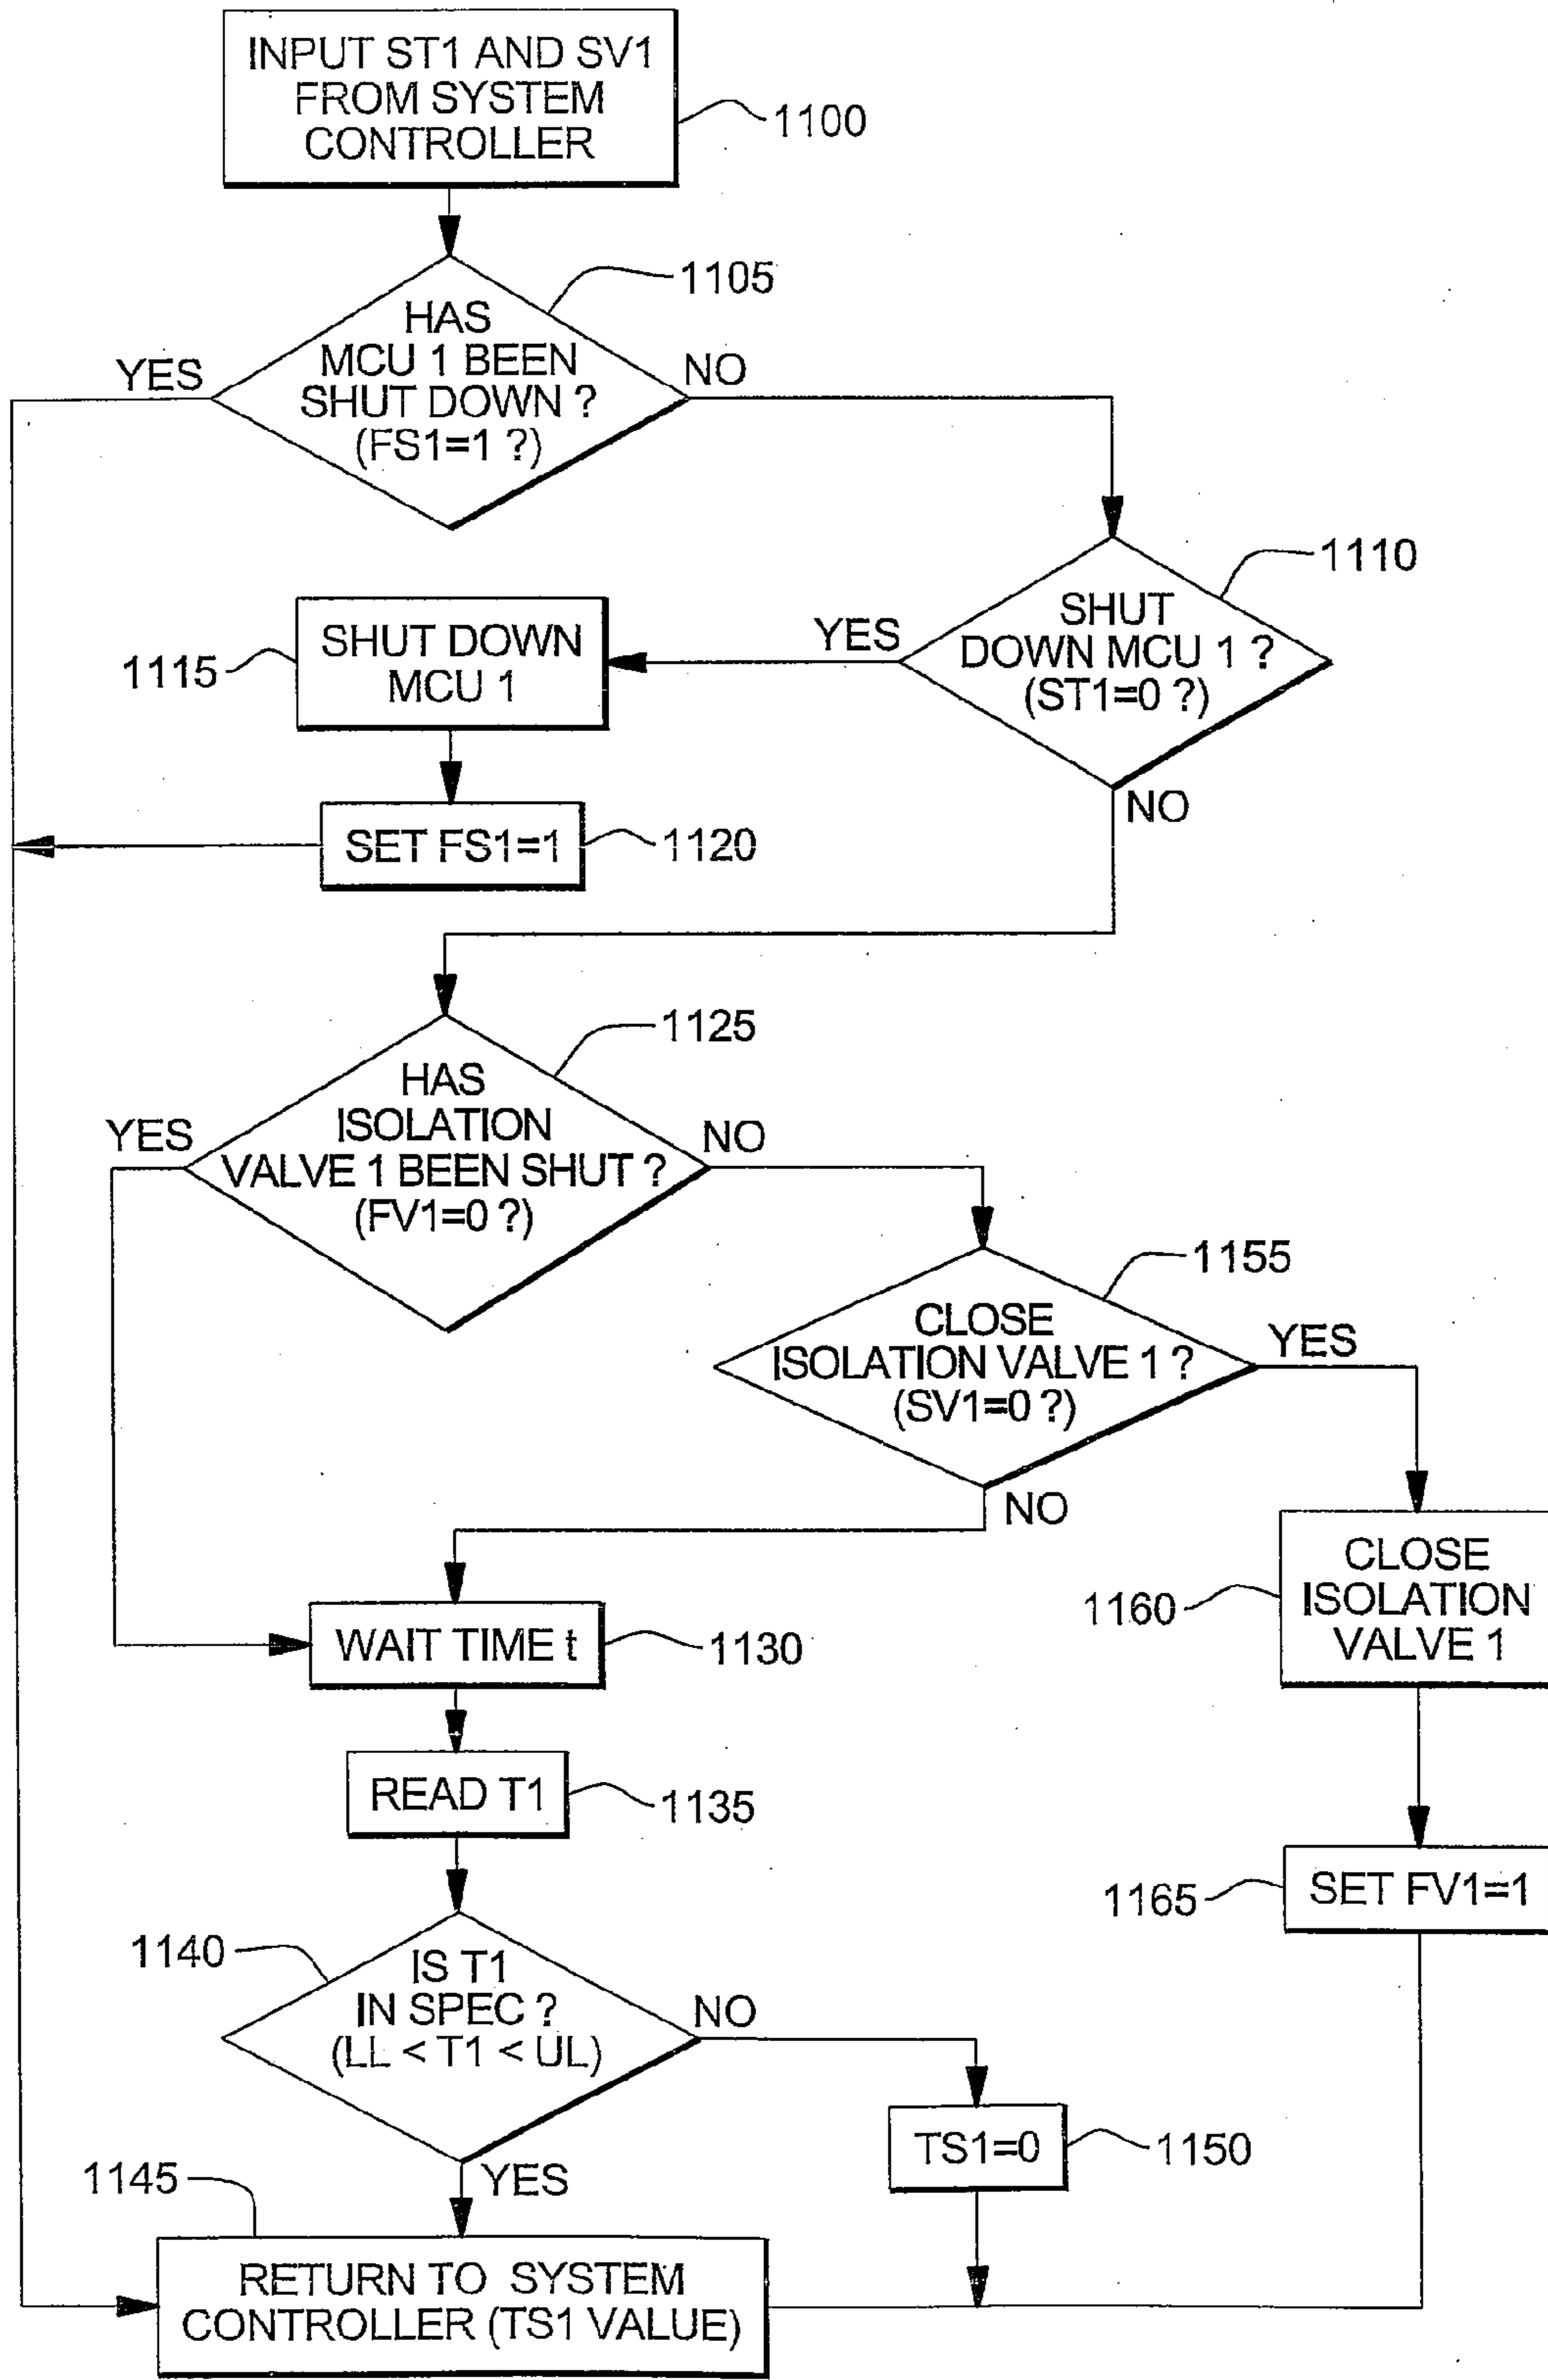 INPUT ST1 AND SV1
FROM SYSTEM
CONTROLLER
1100
1105
HAS
MCU 1 BEEN
SHUT DOWN ?
(FS1=1 ?)
YES
NO
1110
SHUT
DOWN MCU 1 ?
(ST1=0 ?)
YES
NO
SHUT DOWN
MCU 1
1115
SET FS1=1
1120
1125
HAS
ISOLATION
VALVE 1 BEEN SHUT ?
(FV1=0 ?)
YES
NO
1155
CLOSE
ISOLATION VALVE 1 ?
(SV1=0 ?)
YES
NO
CLOSE
ISOLATION
VALVE 1
1160
WAIT TIME t
1130
READ T1
1135
SET FV1=1
1165
1140
IS T1
IN SPEC ?
(LL < T1 < UL)
NO
YES
TS1=0
1150
1145
RETURN TO SYSTEM
CONTROLLER (TS1 VALUE)